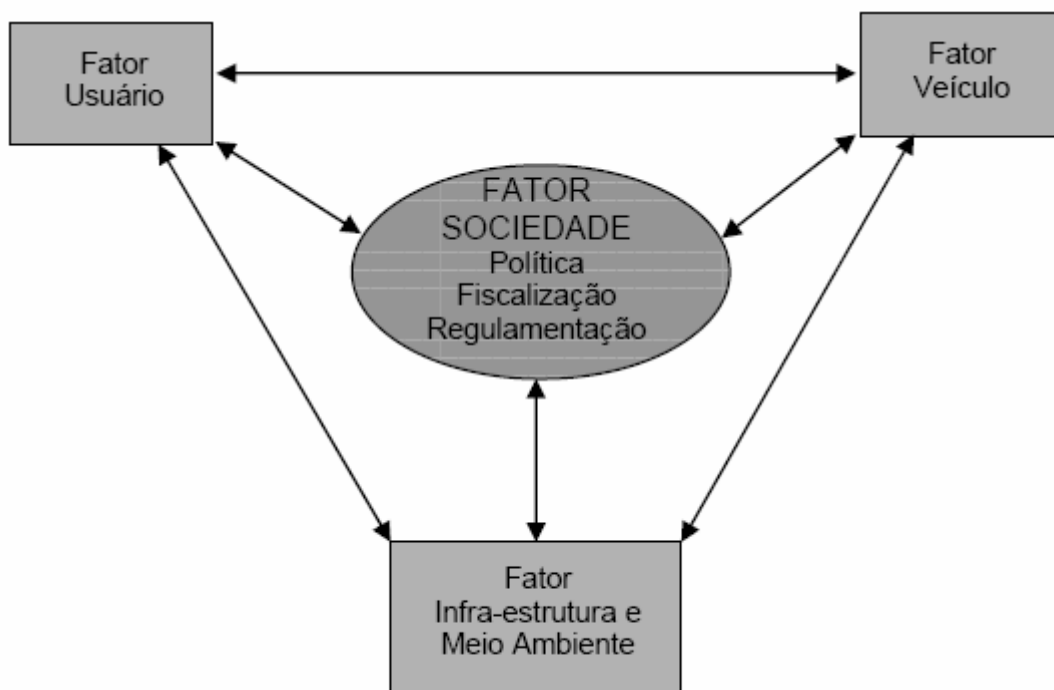 Fator
Usuário
Fator
Veículo
FATOR
SOCIEDADE
Política
Fiscalização
Regulamentação
Fator
Infra-estrutura e
Meio Ambiente